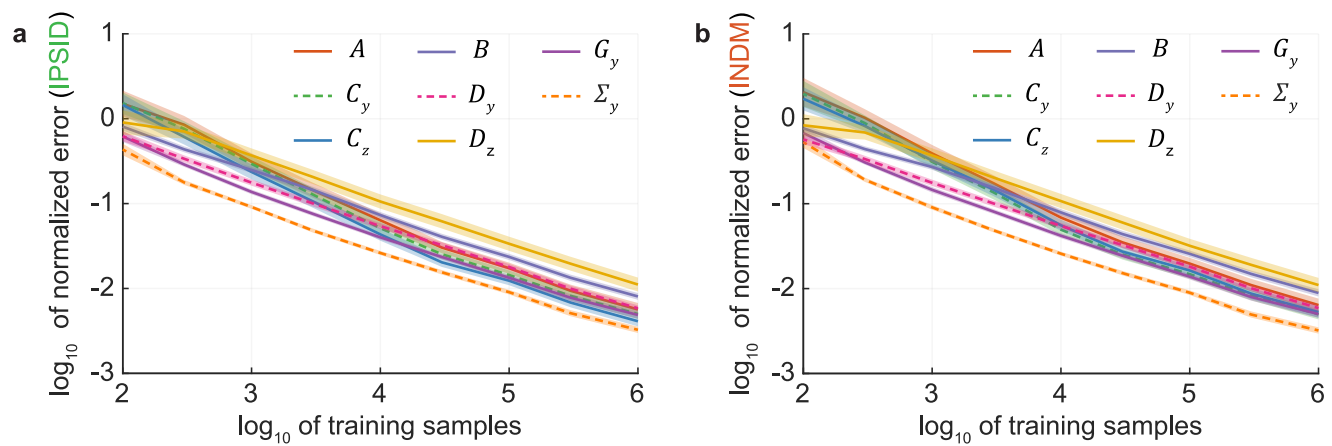 a
log10 of normalized error (IPSID)
1
0
-1
-2
-3
A B Gy
Cy Dy Σy
Cz Dz
2 3 4 5 6
log10 of training samples
b
log10 of normalized error (INDM)
1
0
-1
-2
-3
A B Gy
Cy Dy Σy
Cz Dz
2 3 4 5 6
log10 of training samples